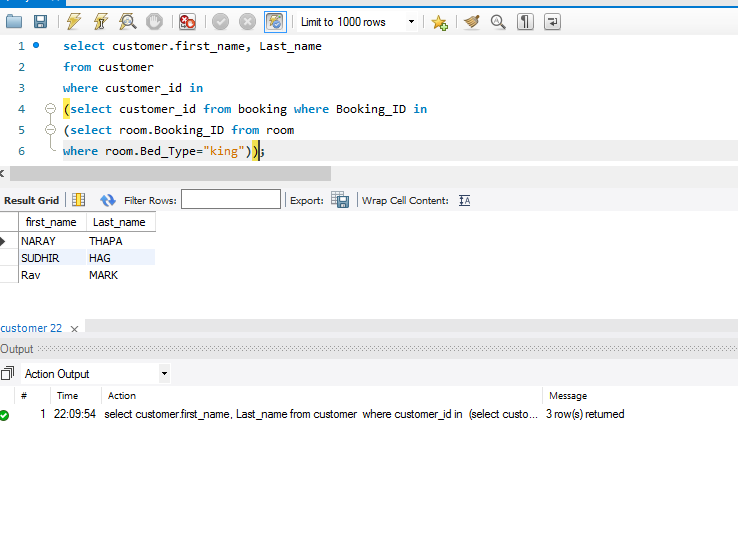 Limit to 1000 rows
1 select customer.first_name, Last_name
2 from customer
3 where customer_id in
4 (select customer_id from booking where Booking_ID in
5 (select room.Booking_ID from room
6 where room.Bed_Type="king"));
Result Grid Filter Rows: Export: Wrap Cell Content:
first_name Last_name
NARAY THAPA
SUDHIR HAG
Rav MARK
customer 22
Output
Action Output
# Time Action Message
1 22:09:54 select customer.first_name, Last_name from customer where customer_id in (select custo... 3 row(s) returned